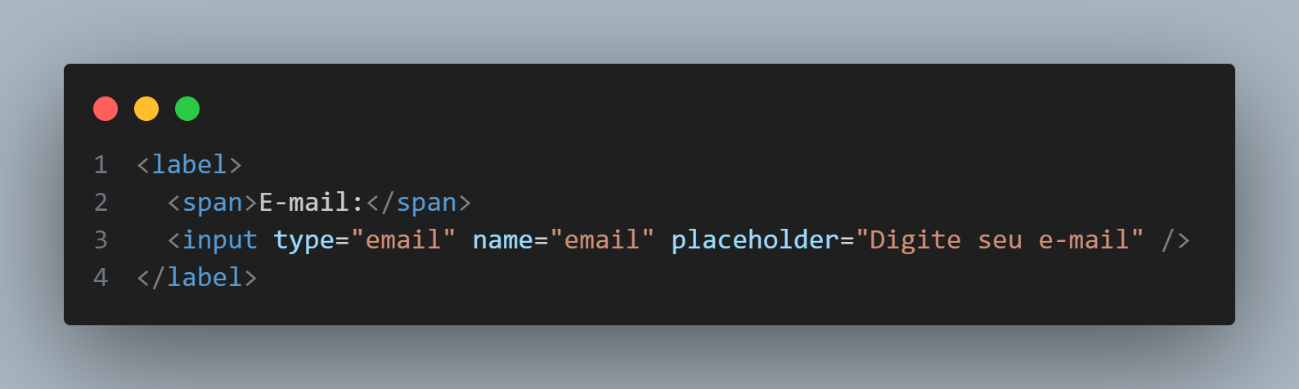 1 <label>
2   <span>E-mail:</span>
3   <input type="email" name="email" placeholder="Digite seu e-mail" />
4 </label>